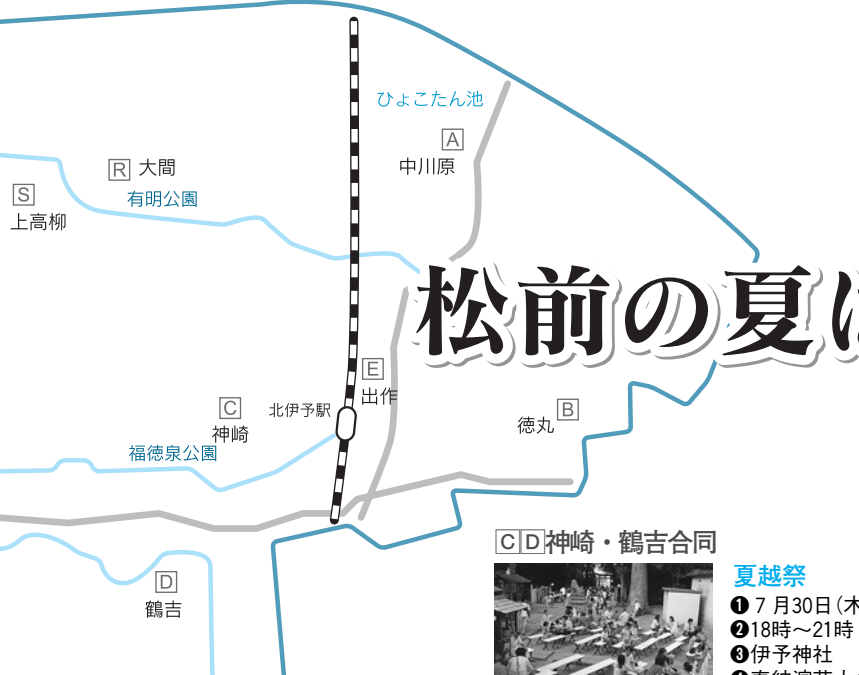 ひょこたん池
A
中川原
R 大間
有明公園
S
上高柳
松前の夏
E
出作
C
神崎
北伊予駅
B
徳丸
福徳泉公園
CD神崎・鶴吉合同
D
鶴吉
夏越祭
❶7月30日(木
❷18時〜21時
❸伊予神社